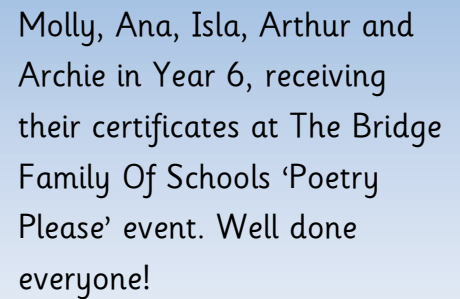 Molly, Ana, Isla, Arthur and
Archie in Year 6, receiving
their certificates at The Bridge
Family Of Schools ‘Poetry
Please’ event. Well done
everyone!